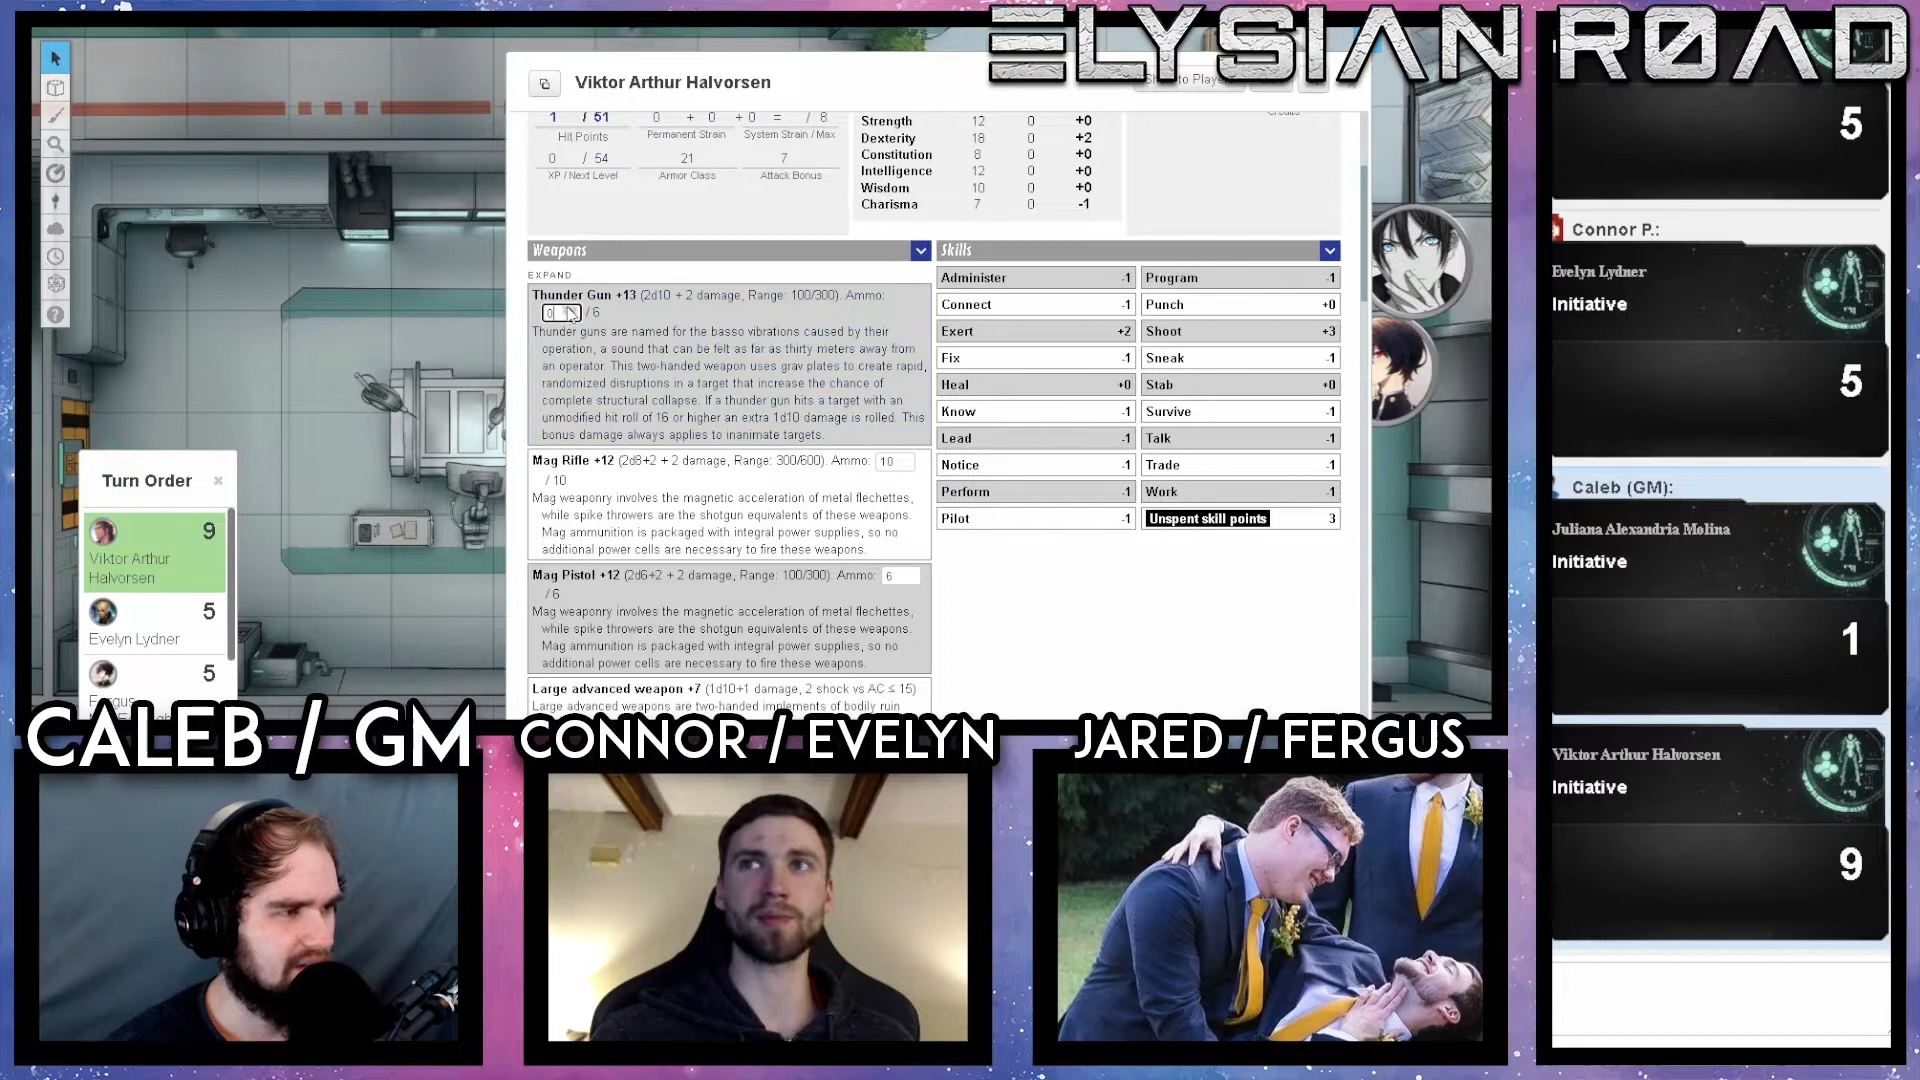 ELYSIAN RØAD
Viktor Arthur Halvorsen
1 / 51
0 + 0 +0 = / 8
Hit Points
Permanent Strain
System Strain / Max
0 / 54
21
7
XP / Next Level
Armor Class
Attack Bonus
Strength 12 0 +0
Dexterity 18 0 +2
Constitution 8 0 +0
Intelligence 12 0 +0
Wisdom 10 0 +0
Charisma 7 0 -1
Weapons
EXPAND
Thunder Gun +13 (2d10 + 2 damage, Range: 100/300). Ammo:
0 / 6
Thunder guns are named for the basso vibrations caused by their
operation, a sound that can be felt as far as thirty meters away from
an operator. This two-handed weapon uses grav plates to create rapid,
randomized disruptions in a target that increase the chance of
complete structural collapse. If a thunder gun hits a target with an
unmodified hit roll of 16 or higher an extra 1d10 damage is rolled. This
bonus damage always applies to inanimate targets.
Mag Rifle +12 (2d8+2 + 2 damage, Range: 300/600). Ammo: 10
/ 10
Mag weaponry involves the magnetic acceleration of metal flechettes,
while spike throwers are the shotgun equivalents of these weapons.
Mag ammunition is packaged with integral power supplies, so no
additional power cells are necessary to fire these weapons.
Mag Pistol +12 (2d6+2 + 2 damage, Range: 100/300). Ammo: 6
/ 6
Mag weaponry involves the magnetic acceleration of metal flechettes,
while spike throwers are the shotgun equivalents of these weapons.
Mag ammunition is packaged with integral power supplies, so no
additional power cells are necessary to fire these weapons.
Large advanced weapon +7 (1d10+1 damage, 2 shock vs AC ≤ 15)
Large advanced weapons are two-handed implements of bodily ruin
Skills
Administer -1 Program -1
Connect -1 Punch +0
Exert +2 Shoot +3
Fix -1 Sneak -1
Heal +0 Stab +0
Know -1 Survive -1
Lead -1 Talk -1
Notice -1 Trade -1
Perform -1 Work -1
Pilot -1 Unspent skill points 3
Turn Order ×
9
Viktor Arthur
Halvorsen
5
Evelyn Lydner
5
Fergus
5
Connor P.:
Evelyn Lydner
Initiative
5
Caleb (GM):
Juliana Alexandria Molina
Initiative
1
Viktor Arthur Halvorsen
Initiative
9
CALEB / GM
CONNOR / EVELYN
JARED / FERGUS